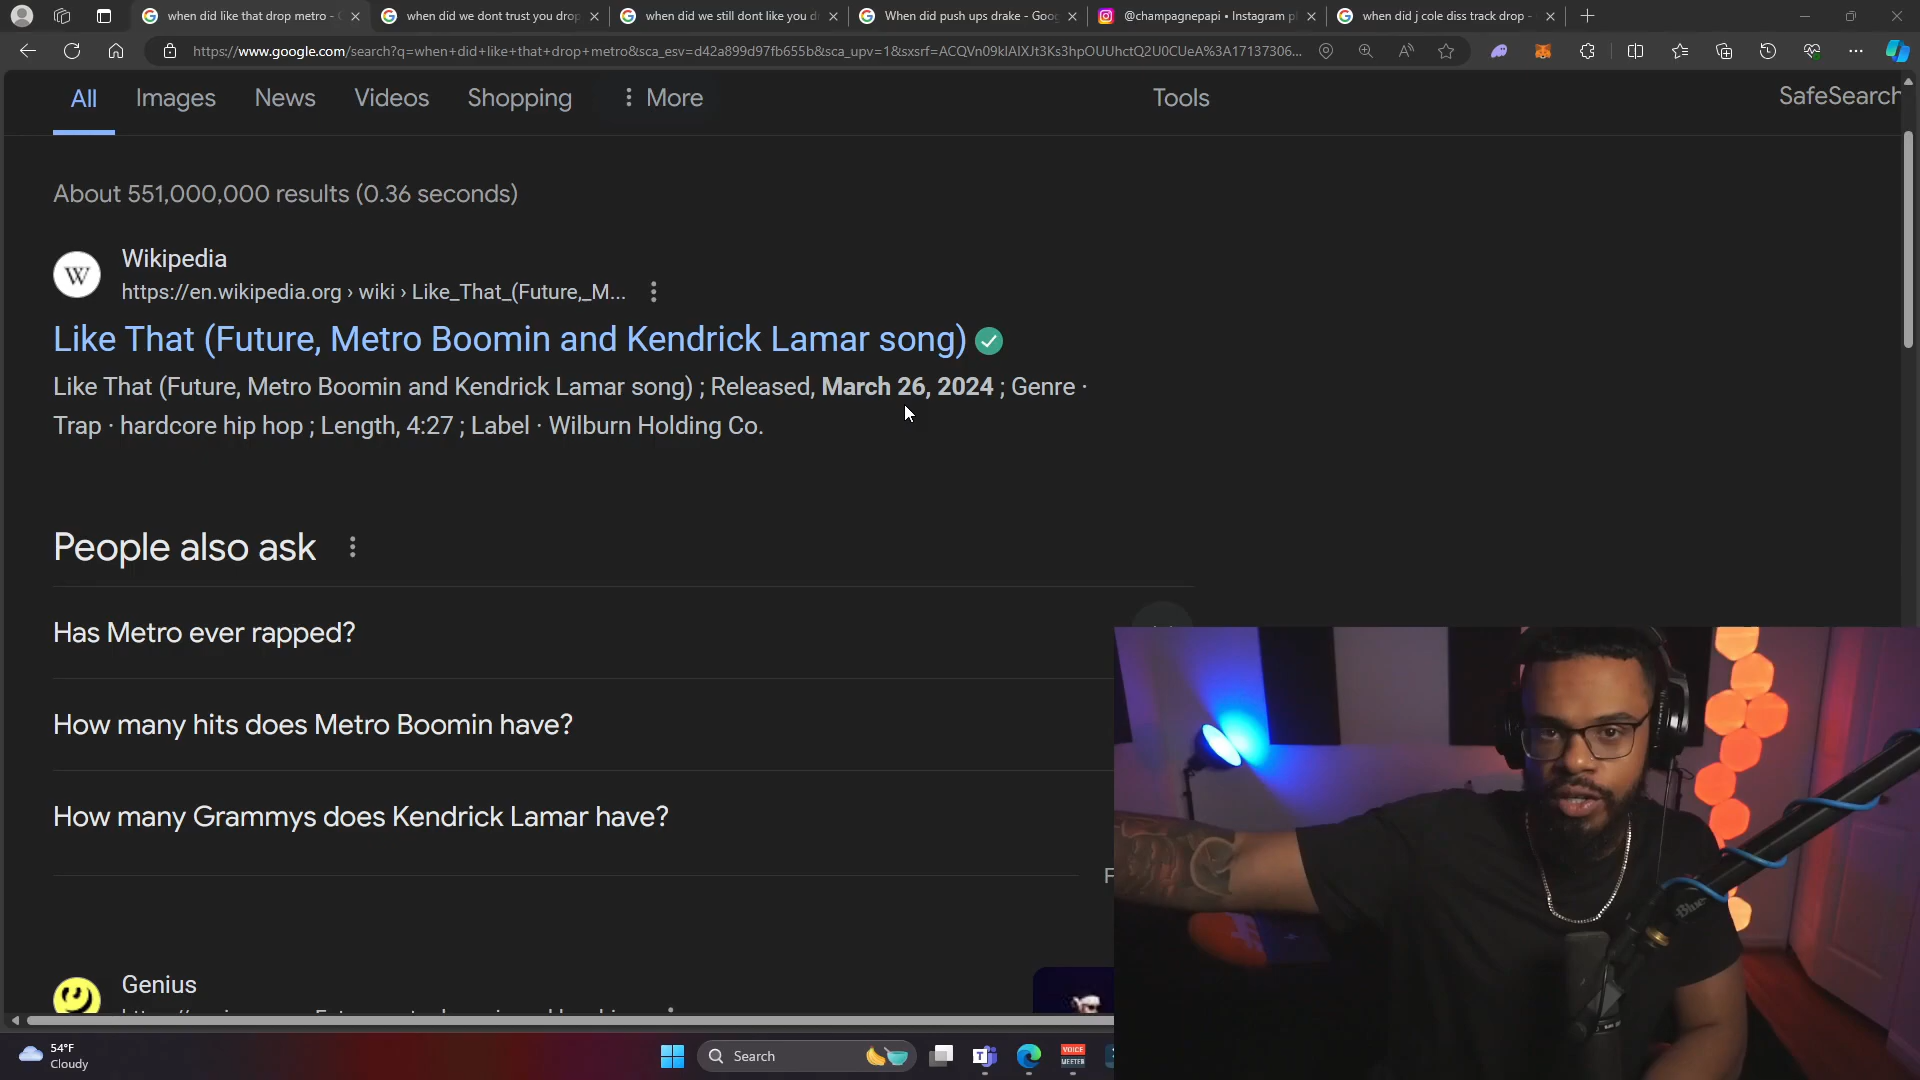 when did like that drop metro -
when did we dont trust you drop
when did we still dont like you d
When did push ups drake - Goo
@champagnepapi • Instagram p
when did j cole diss track drop -
https://www.google.com/search?q=when+did+like+that+drop+metro&sca_esv=d42a899d97fb655b&sca_upv=1&sxsrf=ACQVn09klAIXJt3Ks3hpOUUhctQ2U0CUeA%3A17137306...
All
Images
News
Videos
Shopping
More
Tools
SafeSearch
About 551,000,000 results (0.36 seconds)
Wikipedia
https://en.wikipedia.org › wiki › Like_That_(Future,_M...
Like That (Future, Metro Boomin and Kendrick Lamar song)
Like That (Future, Metro Boomin and Kendrick Lamar song) ; Released, March 26, 2024 ; Genre ·
Trap · hardcore hip hop ; Length, 4:27 ; Label · Wilburn Holding Co.
People also ask
Has Metro ever rapped?
How many hits does Metro Boomin have?
How many Grammys does Kendrick Lamar have?
F
Genius
Blue
54°F
Cloudy
Search
VOICE
MEETER